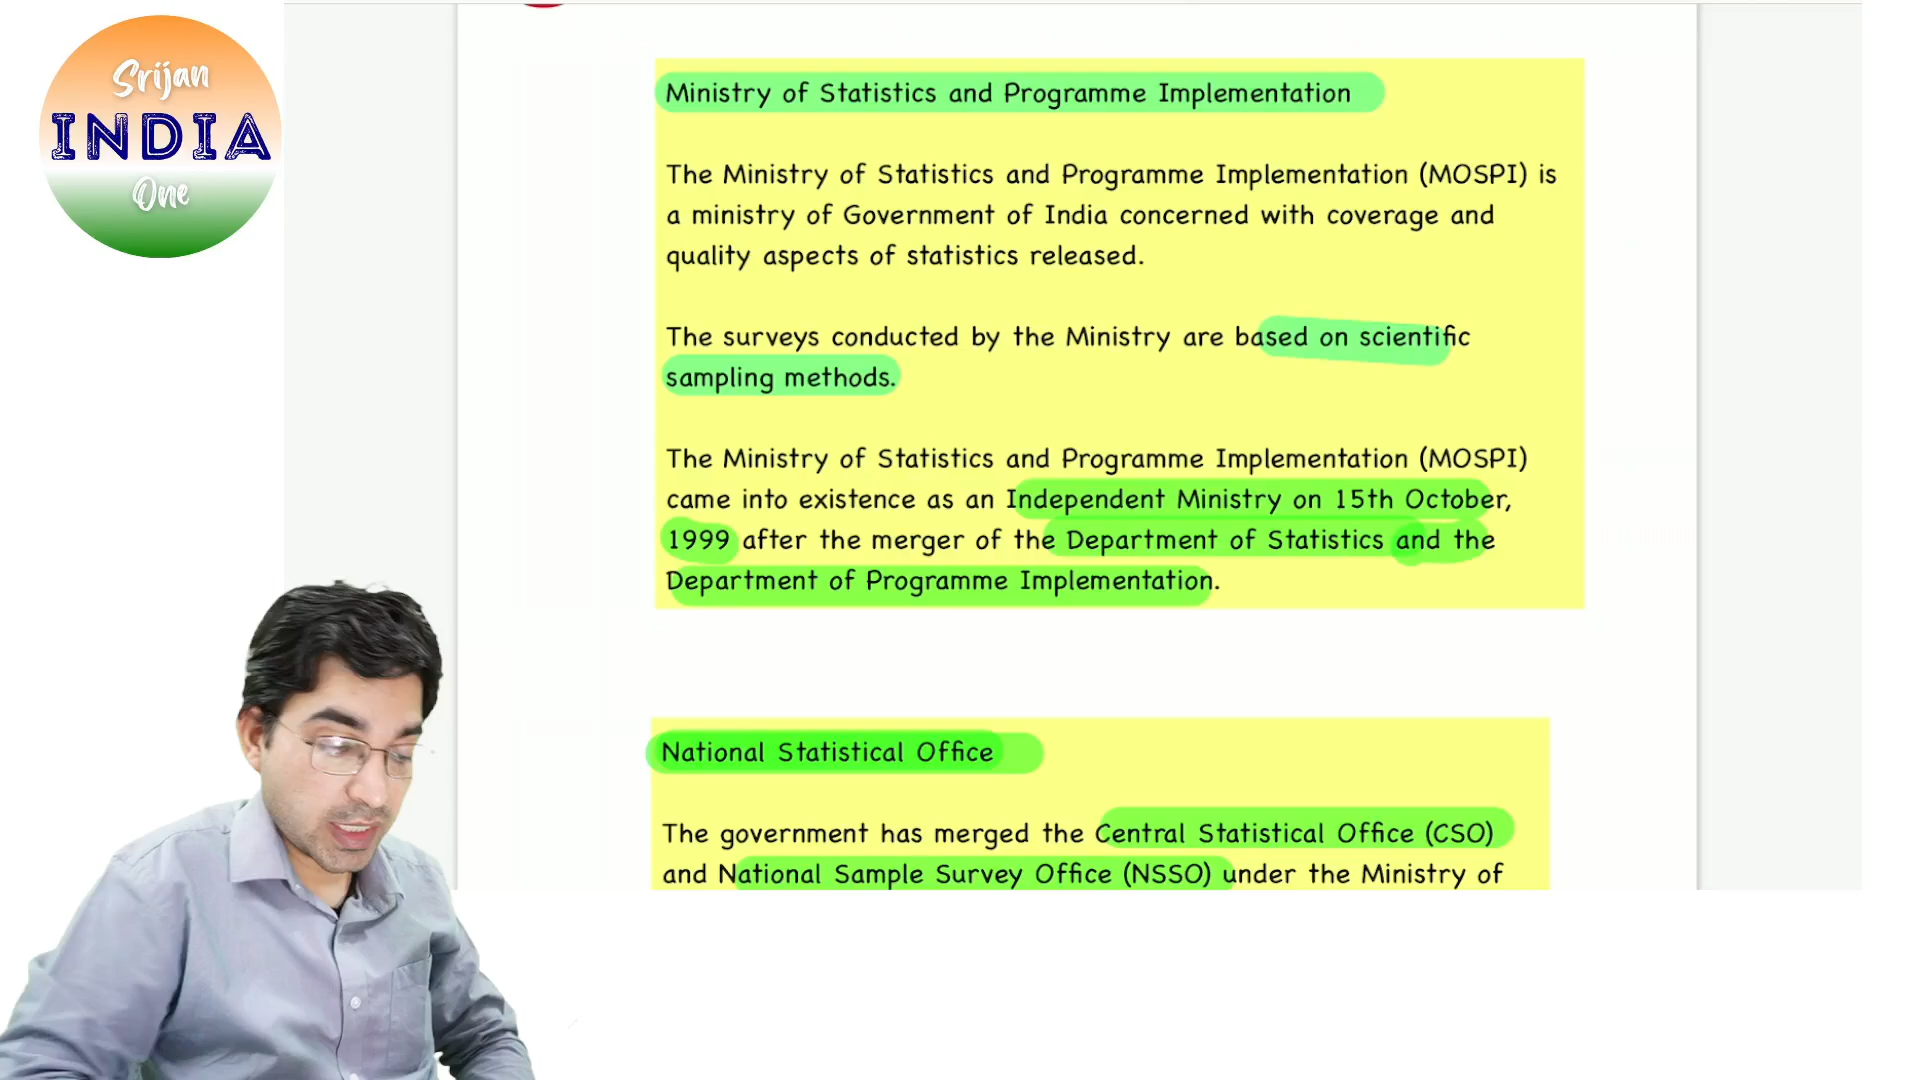 Srijan
INDIA
One
Ministry of Statistics and Programme Implementation
The Ministry of Statistics and Programme Implementation (MOSPI) is
a ministry of Government of India concerned with coverage and
quality aspects of statistics released.
The surveys conducted by the Ministry are based on scientific
sampling methods.
The Ministry of Statistics and Programme Implementation (MOSPI)
came into existence as an Independent Ministry on 15th October,
1999 after the merger of the Department of Statistics and the
Department of Programme Implementation.
National Statistical Office
The government has merged the Central Statistical Office (CSO)
and National Sample Survey Office (NSSO) under the Ministry of